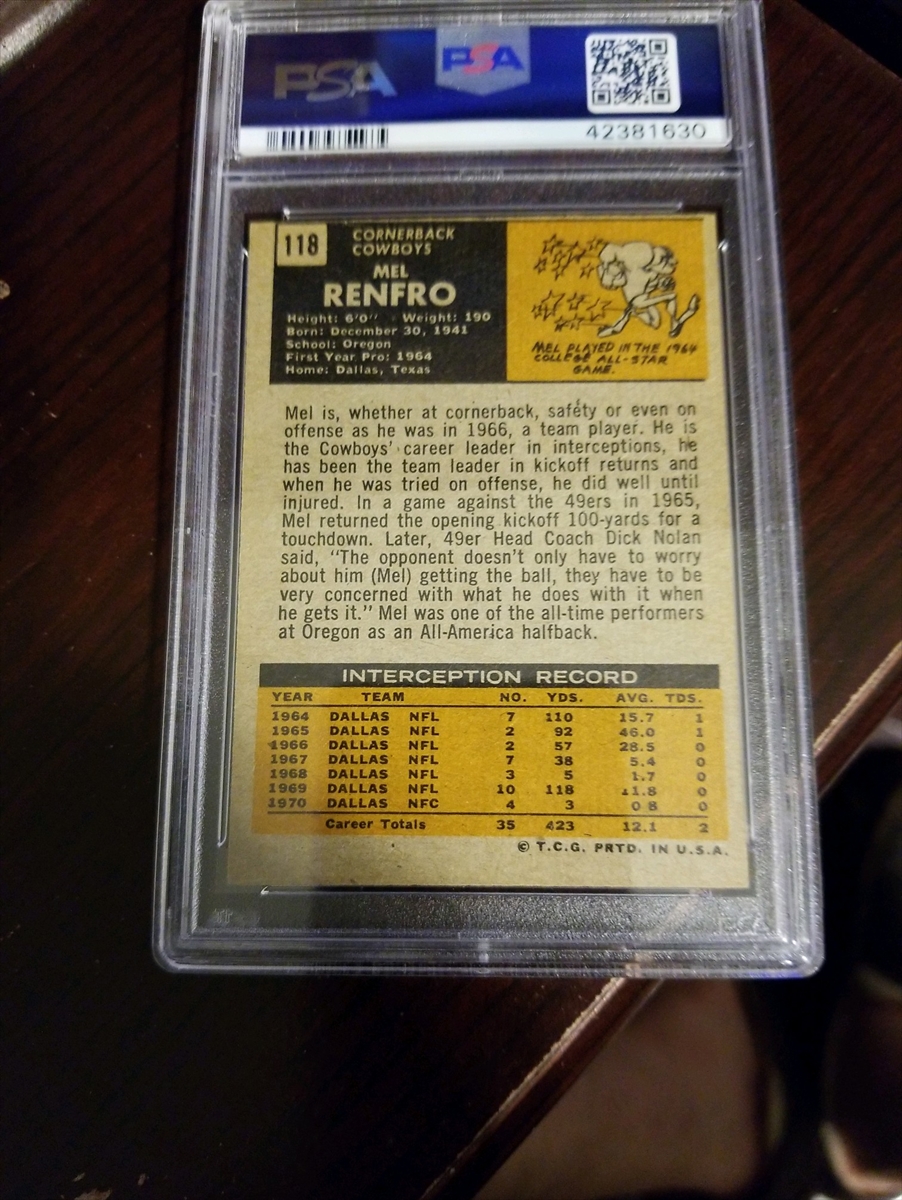 PSA PSA
42381630
118
CORNERBACK
COWBOYS
MEL
RENFRO
Height: 6'0" Weight: 190
Born: December 30, 1941
School: Oregon
First Year Pro: 1964
Home: Dallas, Texas
MEL PLAYED IN THE 1964
COLLEGE ALL-STAR
GAME.
Mel is, whether at cornerback, safety or even on
offense as he was in 1966, a team player. He is
the Cowboys' career leader in interceptions, he
has been the team leader in kickoff returns and
when he was tried on offense, he did well until
injured. In a game against the 49ers in 1965,
Mel returned the opening kickoff 100-yards for a
touchdown. Later, 49er Head Coach Dick Nolan
said, "The opponent doesn't only have to worry
about him (Mel) getting the ball, they have to be
very concerned with what he does with it when
he gets it." Mel was one of the all-time performers
at Oregon as an All-America halfback.
INTERCEPTION RECORD
YEAR TEAM NO. YDS. AVG. TDS.
1964 DALLAS NFL 7 110 15.7 1
1965 DALLAS NFL 2 92 46.0 1
1966 DALLAS NFL 2 57 28.5 0
1967 DALLAS NFL 7 38 5.4 0
1968 DALLAS NFL 3 5 1.7 0
1969 DALLAS NFL 10 118 11.8 0
1970 DALLAS NFC 4 3 0.8 0
Career Totals 35 423 12.1 2
© T.C.G. PRTD. IN U.S.A.